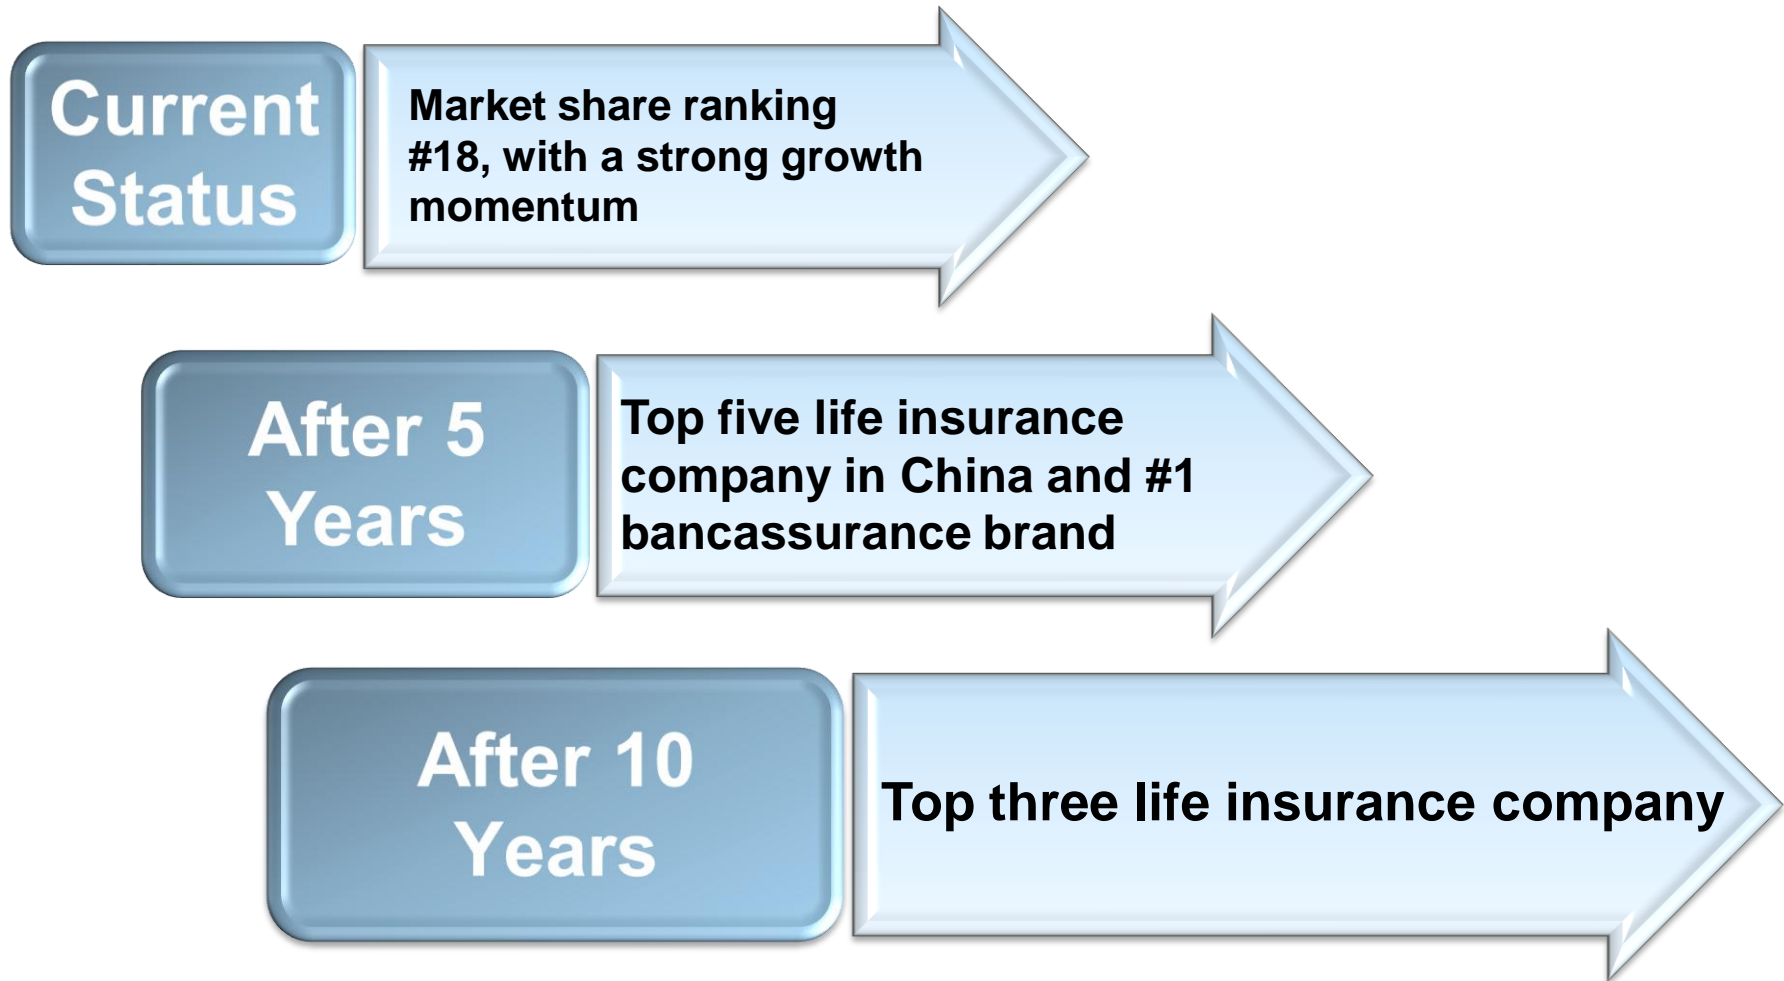 Current
Status
Market share ranking
#18, with a strong growth
momentum
After 5
Years
Top five life insurance
company in China and #1
bancassurance brand
After 10
Years
Top three life insurance company